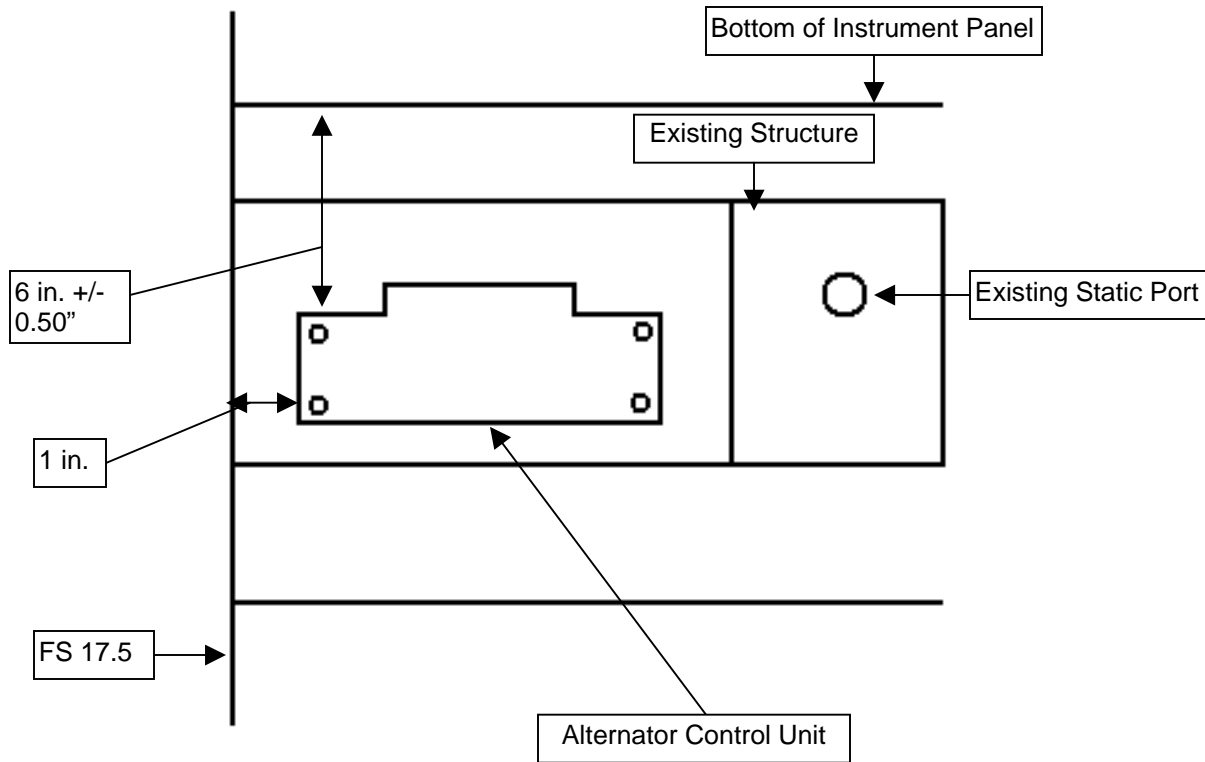 Bottom of Instrument Panel
Existing Structure
6 in. +/-
0.50”
Existing Static Port
1 in.
FS 17.5
Alternator Control Unit